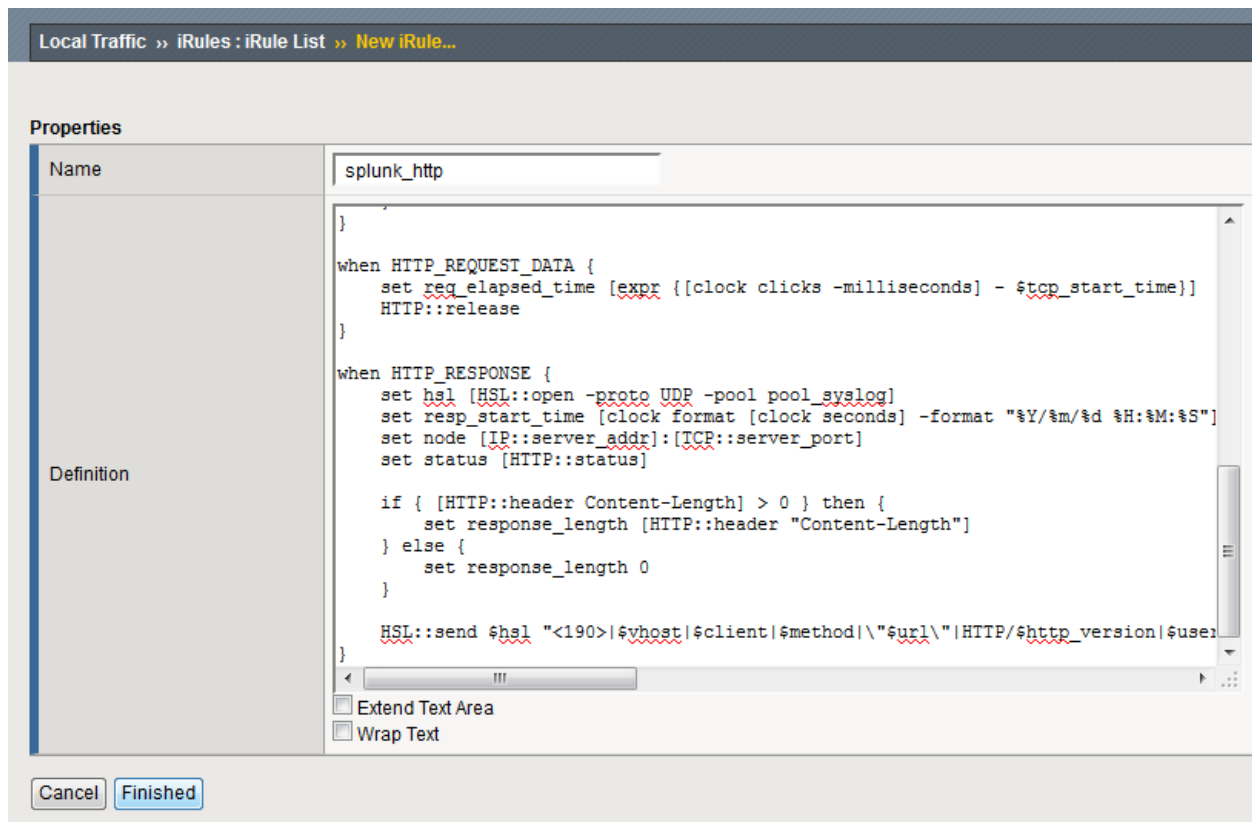 Local Traffic ›› iRules : iRule List ›› New iRule...
Properties
Name
splunk_http
Definition
}
when HTTP_REQUEST_DATA {
    set req_elapsed_time [expr {[clock clicks -milliseconds] - $tcp_start_time}]
    HTTP::release
}
when HTTP_RESPONSE {
    set hsl [HSL::open -proto UDP -pool pool_syslog]
    set resp_start_time [clock format [clock seconds] -format "%Y/%m/%d %H:%M:%S"]
    set node [IP::server_addr]:[TCP::server_port]
    set status [HTTP::status]
    if { [HTTP::header Content-Length] > 0 } then {
        set response_length [HTTP::header "Content-Length"]
    } else {
        set response_length 0
    }
    HSL::send $hsl "<190>|$vhost|$client|$method|\"$url\"|HTTP/$http_version|$user
}
Extend Text Area
Wrap Text
Cancel
Finished